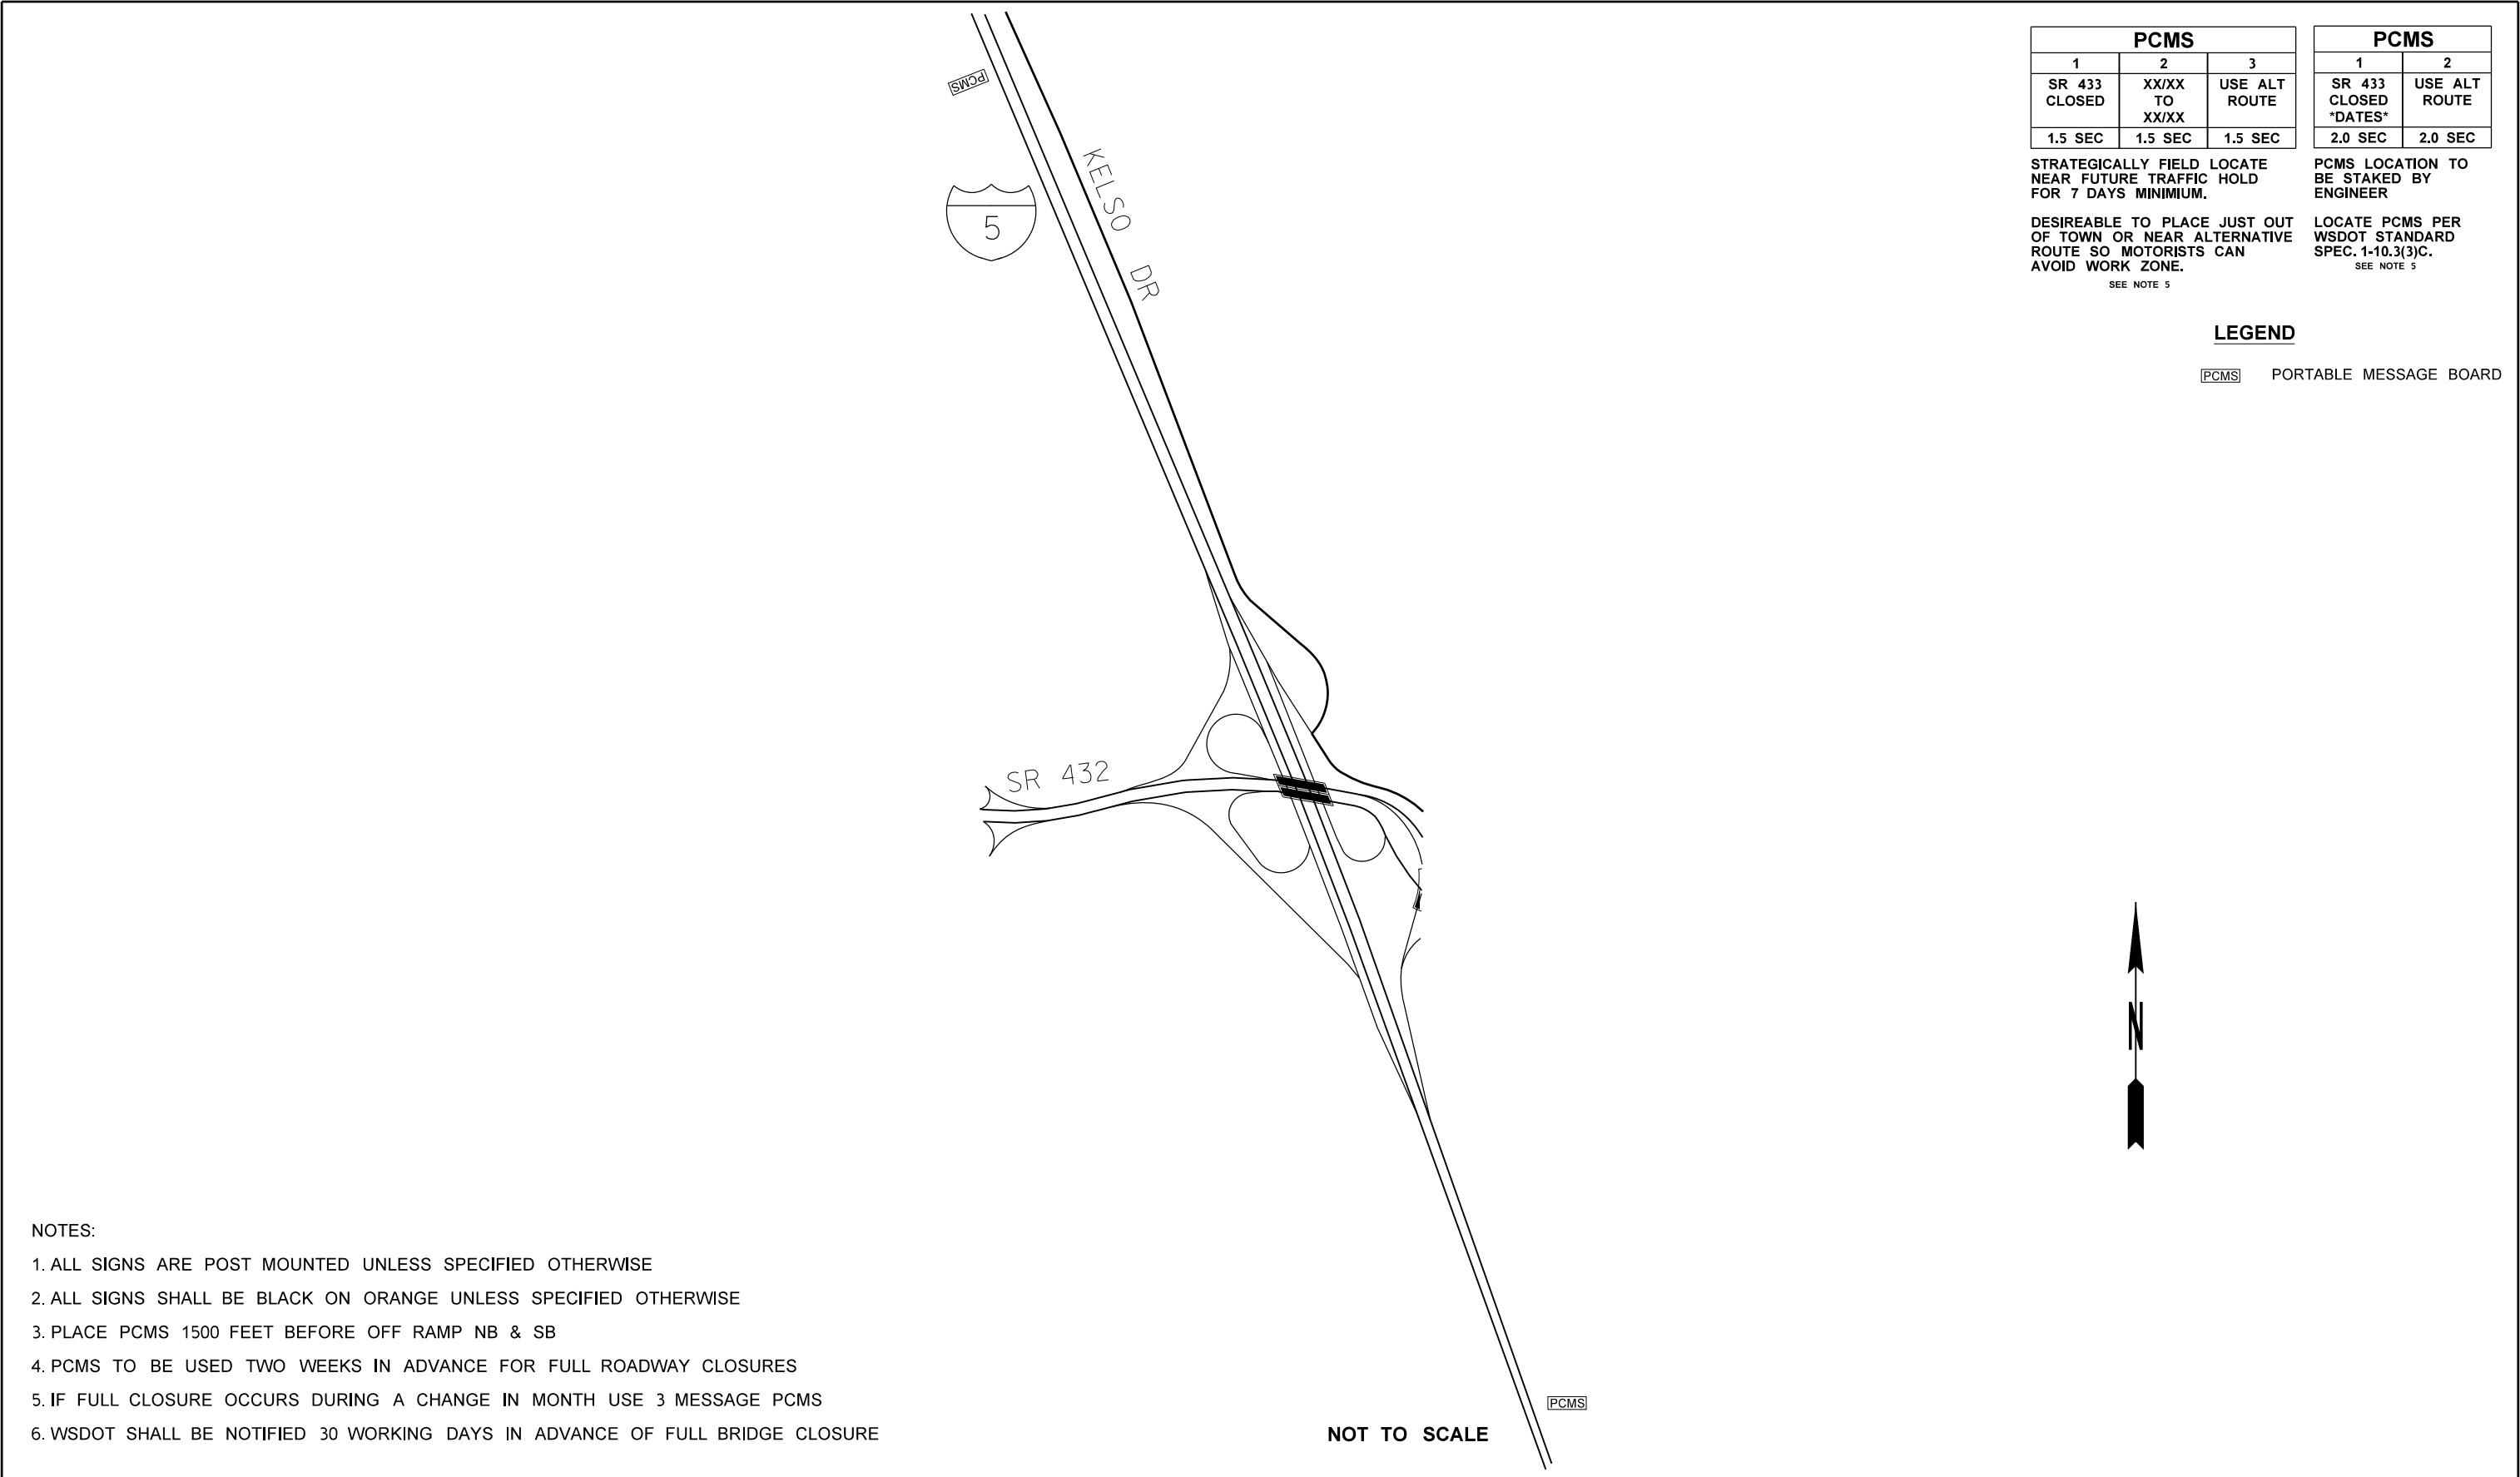 PCMS
1 2 3
SR 433 CLOSED XX/XX TO XX/XX USE ALT ROUTE
1.5 SEC 1.5 SEC 1.5 SEC
STRATEGICALLY FIELD LOCATE
NEAR FUTURE TRAFFIC HOLD
FOR 7 DAYS MINIMIUM.
DESIREABLE TO PLACE JUST OUT
OF TOWN OR NEAR ALTERNATIVE
ROUTE SO MOTORISTS CAN
AVOID WORK ZONE.
SEE NOTE 5
PCMS
1 2
SR 433 CLOSED *DATES* USE ALT ROUTE
2.0 SEC 2.0 SEC
PCMS LOCATION TO
BE STAKED BY
ENGINEER
LOCATE PCMS PER
WSDOT STANDARD
SPEC. 1-10.3(3)C.
SEE NOTE 5
LEGEND
PCMS PORTABLE MESSAGE BOARD
PCMS
5
KELSO DR
SR 432
N
PCMS
NOT TO SCALE
NOTES:
1. ALL SIGNS ARE POST MOUNTED UNLESS SPECIFIED OTHERWISE
2. ALL SIGNS SHALL BE BLACK ON ORANGE UNLESS SPECIFIED OTHERWISE
3. PLACE PCMS 1500 FEET BEFORE OFF RAMP NB & SB
4. PCMS TO BE USED TWO WEEKS IN ADVANCE FOR FULL ROADWAY CLOSURES
5. IF FULL CLOSURE OCCURS DURING A CHANGE IN MONTH USE 3 MESSAGE PCMS
6. WSDOT SHALL BE NOTIFIED 30 WORKING DAYS IN ADVANCE OF FULL BRIDGE CLOSURE